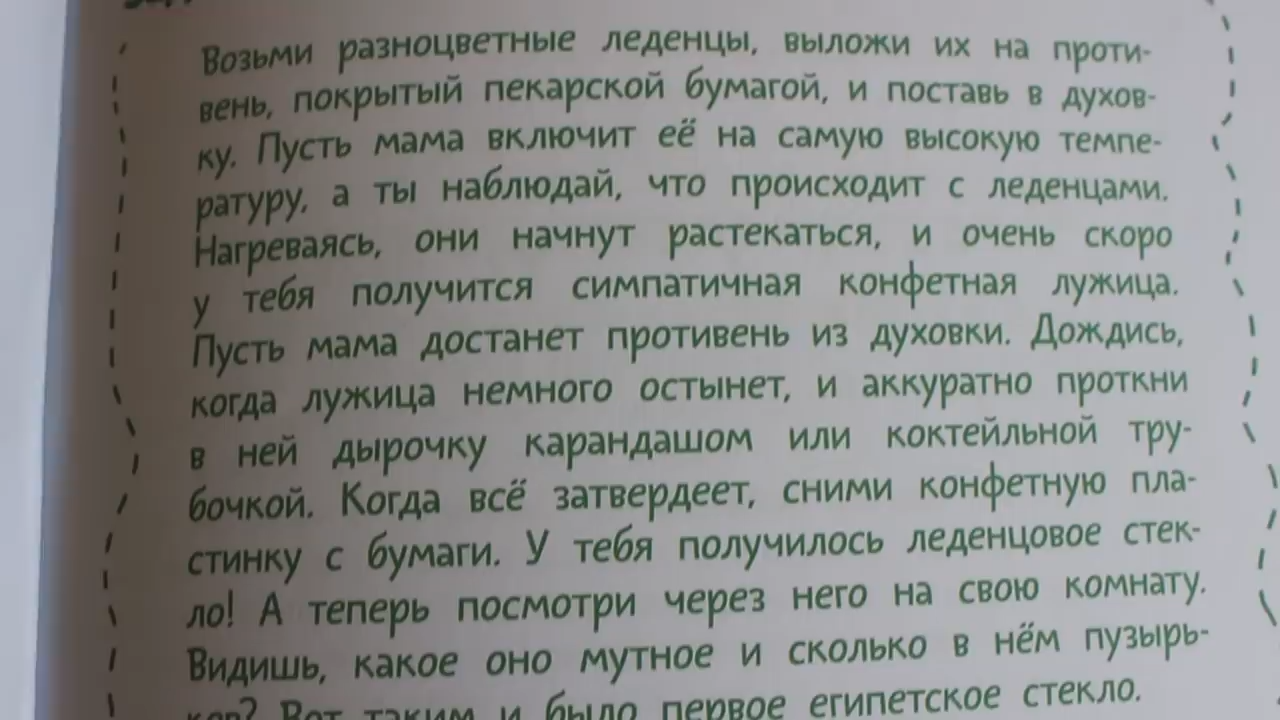 Возьми разноцветные леденцы, выложи их на проти-
вень, покрытый пекарской бумагой, и поставь в духов-
ку. Пусть мама включит её на самую высокую темпе-
ратуру, а ты наблюдай, что происходит с леденцами.
Нагреваясь, они начнут растекаться, и очень скоро
у тебя получится симпатичная конфетная лужица.
Пусть мама достанет противень из духовки. Дождись,
когда лужица немного остынет, и аккуратно проткни
в ней дырочку карандашом или коктейльной тру-
бочкой. Когда всё затвердеет, сними конфетную пла-
стинку с бумаги. У тебя получилось леденцовое стек-
ло! А теперь посмотри через него на свою комнату.
Видишь, какое оно мутное и сколько в нём пузырь-
ков? Вот таким и было первое египетское стекло.